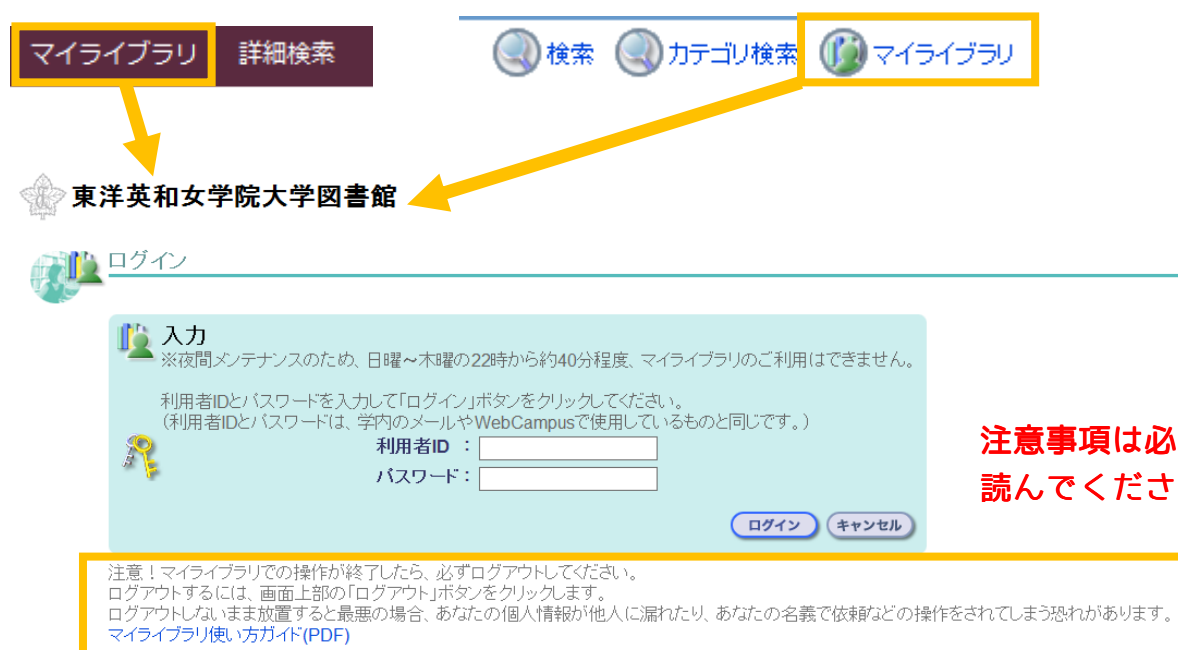 マイライブラリ 詳細検索
検索 カテゴリ検索 マイライブラリ
東洋英和女学院大学図書館
ログイン
入力
※夜間メンテナンスのため、日曜～木曜の22時から約40分程度、マイライブラリのご利用はできません。
利用者IDとパスワードを入力して「ログイン」ボタンをクリックしてください。
(利用者IDとパスワードは、学内のメールやWebCampusで使用しているものと同じです。)
利用者ID ：
パスワード：
注意事項は必
読んでくださ
ログイン キャンセル
注意！マイライブラリでの操作が終了したら、必ずログアウトしてください。
ログアウトするには、画面上部の「ログアウト」ボタンをクリックします。
ログアウトしないまま放置すると最悪の場合、あなたの個人情報が他人に漏れたり、あなたの名義で依頼などの操作をされてしまう恐れがあります。
マイライブラリ使い方ガイド(PDF)